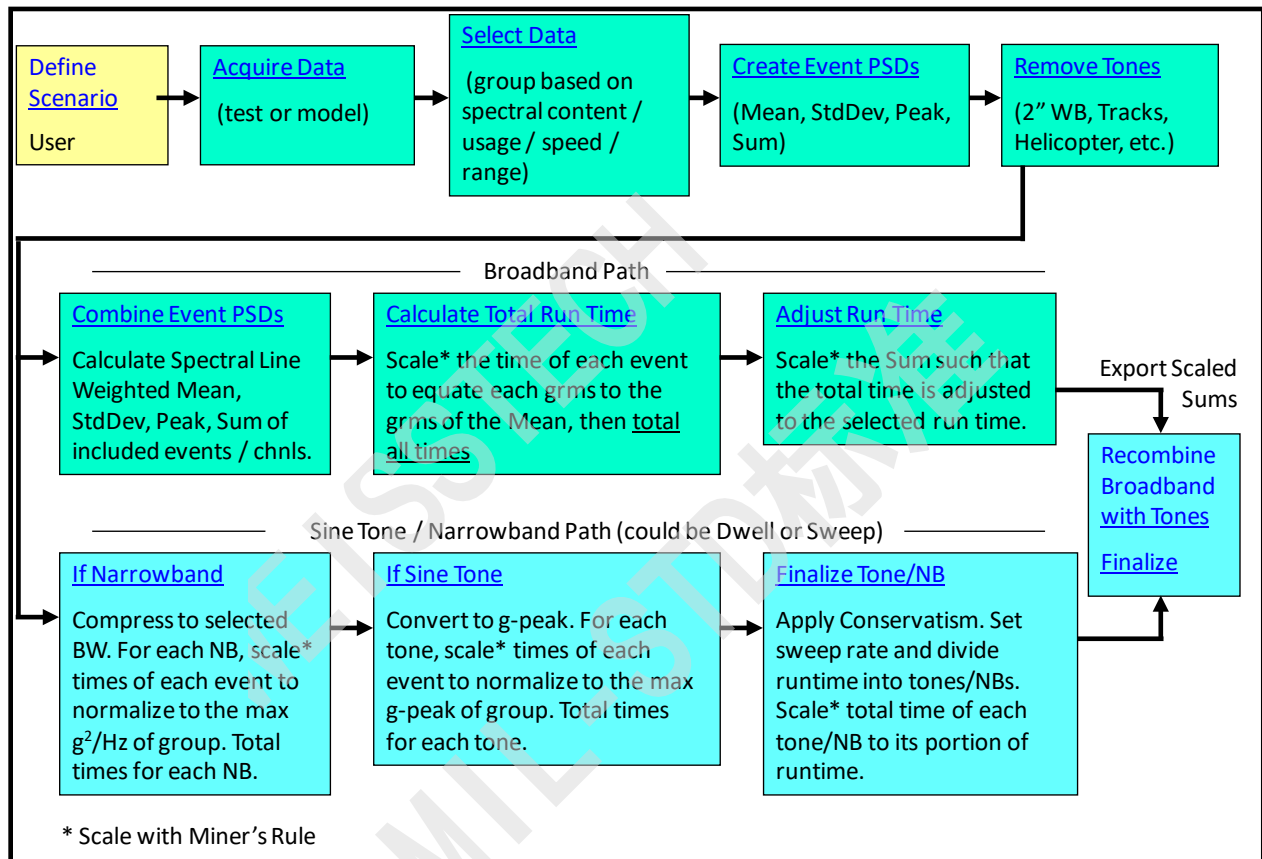 Define
Scenario
User
Acquire Data
(test or model)
Select Data
(group based on
spectral content /
usage / speed /
range)
Create Event PSDs
(Mean, StdDev, Peak,
Sum)
Remove Tones
(2” WB, Tracks,
Helicopter, etc.)
Broadband Path
Combine Event PSDs
Calculate Spectral Line
Weighted Mean,
StdDev, Peak, Sum of
included events / chnls.
Calculate Total Run Time
Scale* the time of each event
to equate each grms to the
grms of the Mean, then total
all times
Adjust Run Time
Scale* the Sum such that
the total time is adjusted
to the selected run time.
Export Scaled
Sums
Recombine
Broadband
with Tones
Finalize
Sine Tone / Narrowband Path (could be Dwell or Sweep)
If Narrowband
Compress to selected
BW. For each NB, scale*
times of each event to
normalize to the max
g²/Hz of group. Total
times for each NB.
If Sine Tone
Convert to g-peak. For each
tone, scale* times of each
event to normalize to the max
g-peak of group. Total times
for each tone.
Finalize Tone/NB
Apply Conservatism. Set
sweep rate and divide
runtime into tones/NBs.
Scale* total time of each
tone/NB to its portion of
runtime.
* Scale with Miner’s Rule
MIL-STD标准